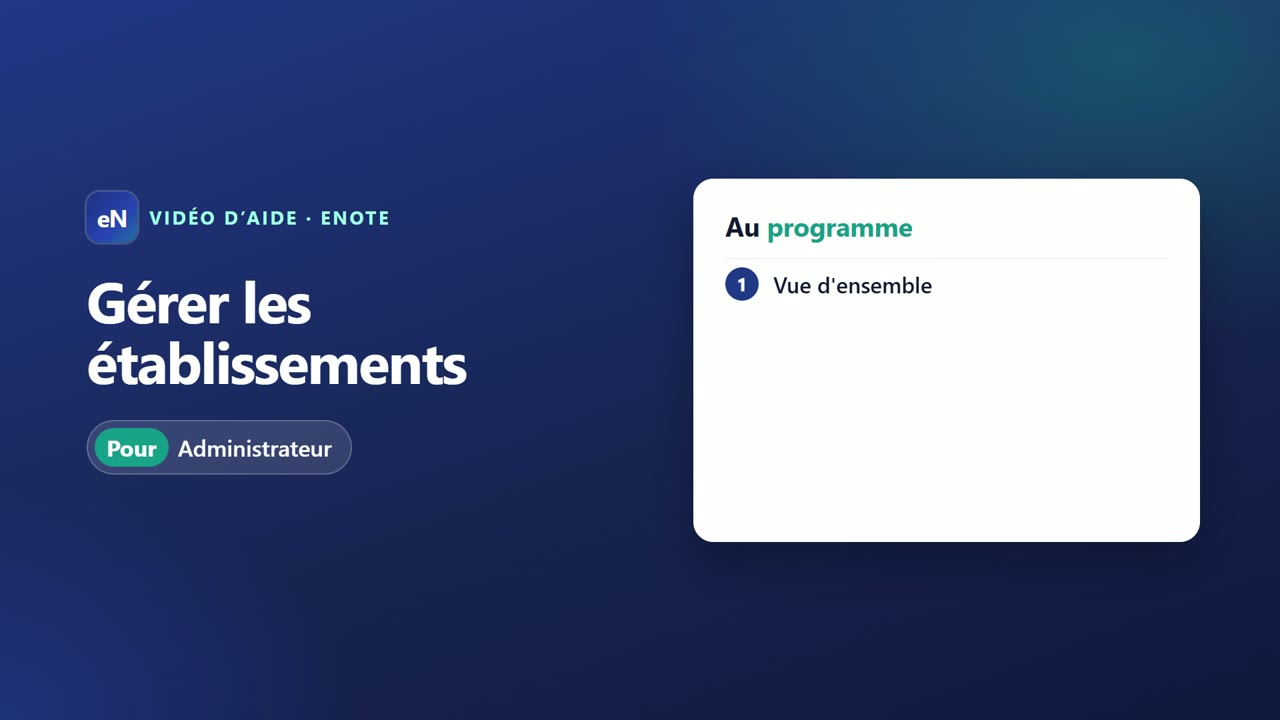 eN
VIDÉO D’AIDE · ENOTE
Gérer les
établissements
Pour Administrateur
Au programme
1 Vue d'ensemble